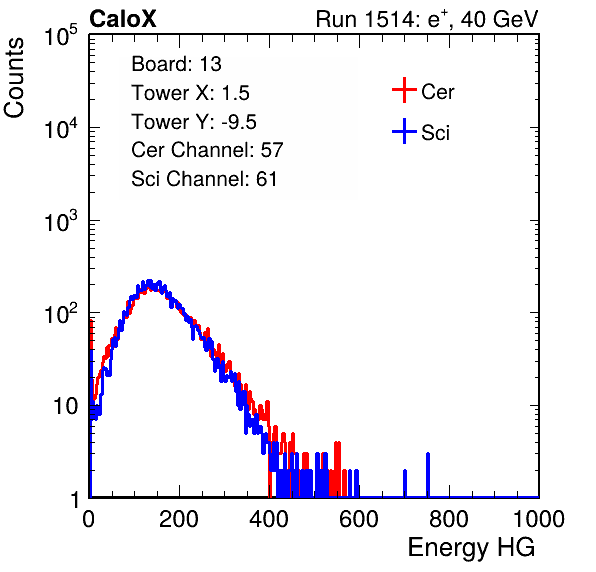 CaloX Run 1514: e⁺, 40 GeV
Counts
10⁵
10⁴
10³
10²
10
1
Board: 13
Tower X: 1.5
Tower Y: -9.5
Cer Channel: 57
Sci Channel: 61
Cer
Sci
0 200 400 600 800 1000
Energy HG